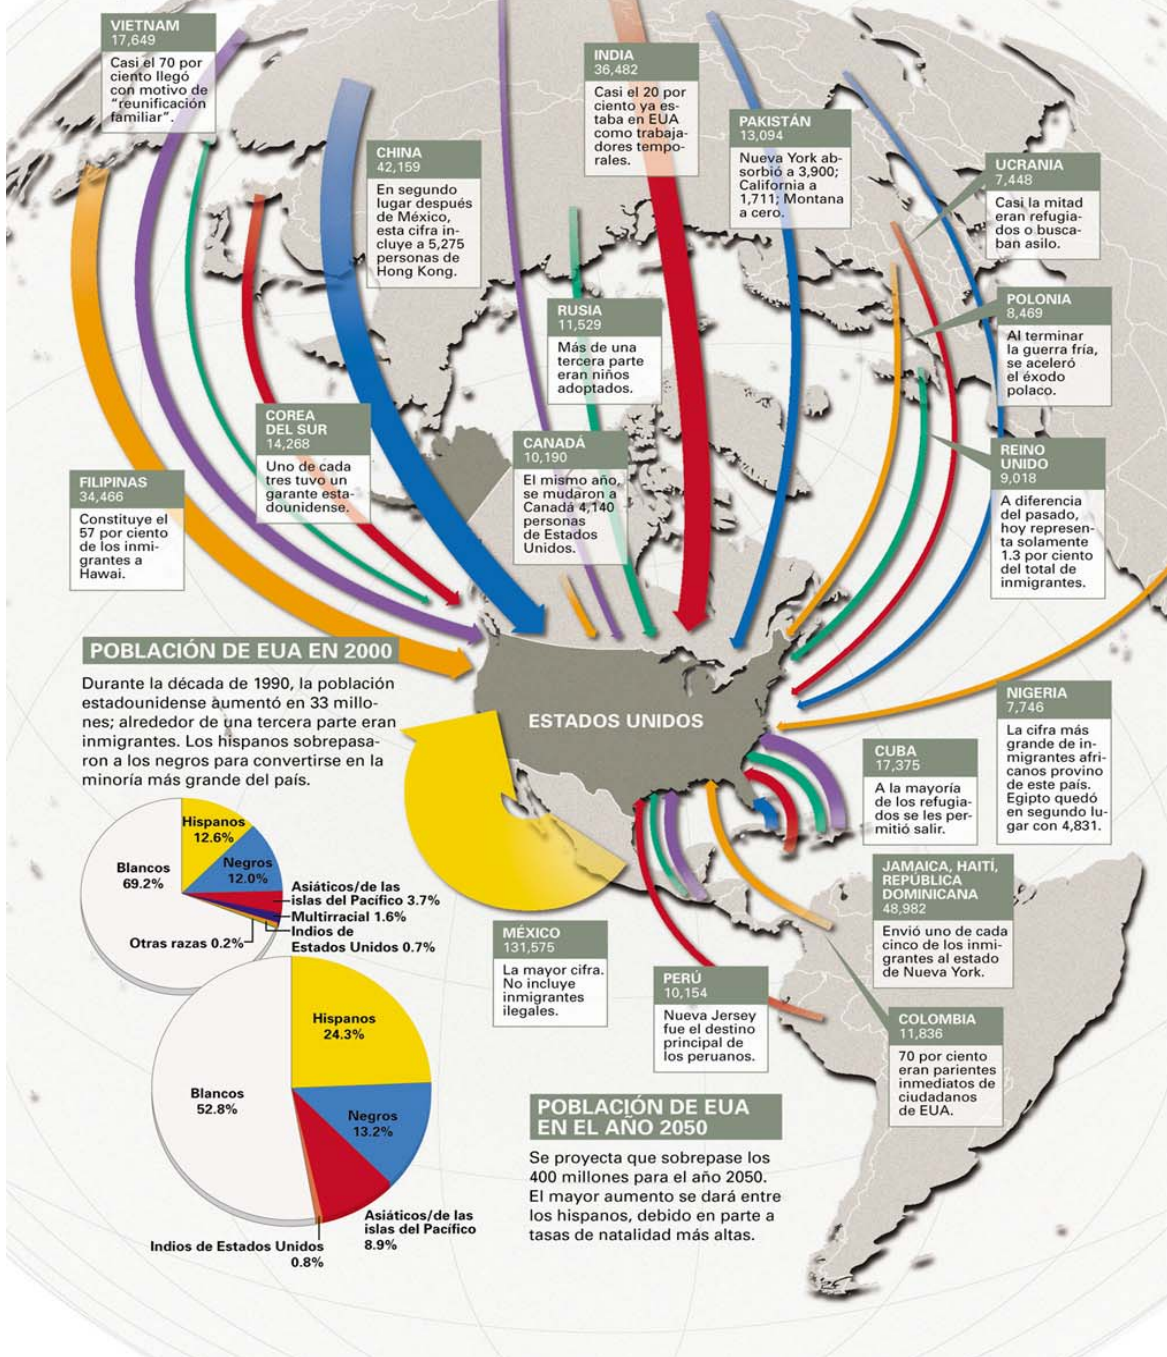 VIETNAM
17,649
Casi el 70 por
ciento llegó
con motivo de
“reunificación
familiar”.
INDIA
36,482
Casi el 20 por
ciento ya es-
taba en EUA
como trabaja-
dores tempo-
rales.
PAKISTÁN
13,094
Nueva York ab-
sorbió a 3,900;
California a
1,711; Montana
a cero.
CHINA
42,159
En segundo
lugar después
de México,
esta cifra in-
cluye a 5,275
personas de
Hong Kong.
UCRANIA
7,448
Casi la mitad
eran refugia-
dos o busca-
ban asilo.
RUSIA
11,529
Más de una
tercera parte
eran niños
adoptados.
POLONIA
8,469
Al terminar
la guerra fría,
se aceleró
el éxodo
polaco.
COREA
DEL SUR
14,268
Uno de cada
tres tuvo un
garante esta-
dounidense.
CANADÁ
10,190
El mismo año,
se mudaron a
Canadá 4,140
personas
de Estados
Unidos.
REINO
UNIDO
9,018
A diferencia
del pasado,
hoy represen-
ta solamente
1.3 por ciento
del total de
inmigrantes.
FILIPINAS
34,466
Constituye el
57 por ciento
de los inmi-
grantes a
Hawai.
POBLACIÓN DE EUA EN 2000
Durante la década de 1990, la población
estadounidense aumentó en 33 millo-
nes; alrededor de una tercera parte eran
inmigrantes. Los hispanos sobrepasa-
ron a los negros para convertirse en la
minoría más grande del país.
ESTADOS UNIDOS
NIGERIA
7,746
La cifra más
grande de in-
migrantes afri-
canos provino
de este país.
Egipto quedó
en segundo lu-
gar con 4,831.
CUBA
17,375
A la mayoría
de los refugia-
dos se les per-
mitió salir.
Hispanos
12.6%
Negros
12.0%
Blancos
69.2%
Asiáticos/de las
islas del Pacífico 3.7%
Multirracial 1.6%
Indios de
Estados Unidos 0.7%
Otras razas 0.2%
JAMAICA, HAITÍ,
REPÚBLICA
DOMINICANA
48,982
Envió uno de cada
cinco de los inmi-
grantes al estado
de Nueva York.
MÉXICO
131,575
La mayor cifra.
No incluye
inmigrantes
ilegales.
PERÚ
10,154
Nueva Jersey
fue el destino
principal de
los peruanos.
COLOMBIA
11,836
70 por ciento
eran parientes
inmediatos de
ciudadanos
de EUA.
Hispanos
24.3%
Blancos
52.8%
Negros
13.2%
Asiáticos/de las
islas del Pacífico
8.9%
Indios de Estados Unidos
0.8%
POBLACIÓN DE EUA
EN EL AÑO 2050
Se proyecta que sobrepase los
400 millones para el año 2050.
El mayor aumento se dará entre
los hispanos, debido en parte a
tasas de natalidad más altas.